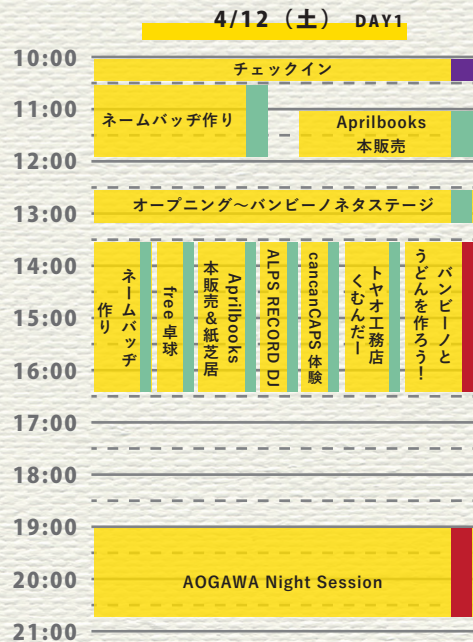 4/12（土） DAY1
10:00
チェックイン
11:00
ネームバッヂ作り
Aprilbooks
本販売
12:00
13:00
オープニング～バンビーノネタステージ
14:00
15:00
16:00
ネームバッヂ
作り
free 卓球
Aprilbooks
本販売＆紙芝居
ALPS RECORD DJ
cancanCAPS 体験
トヤオ工務店
くむんだー
バンビーノと
うどんを作ろう！
17:00
18:00
19:00
20:00
AOGAWA Night Session
21:00